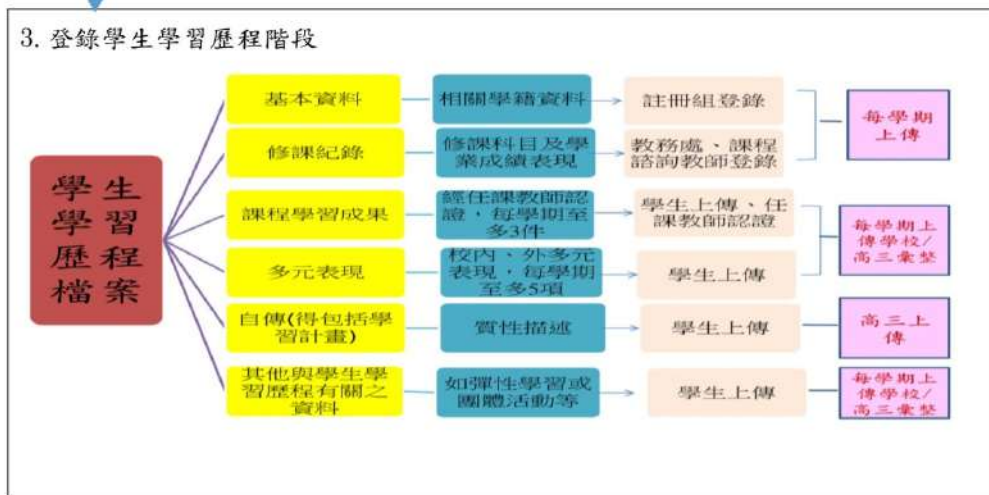 3. 登錄學生學習歷程階段
學生
學習
歷程
檔案
基本資料
相關學籍資料
註冊組登錄
每學期
上傳
修課紀錄
修課科目及學
業成績表現
教務處、課程
諮詢教師登錄
課程學習成果
經任課教師認
證，每學期至
多3件
學生上傳、任
課教師認證
每學期上
傳學校/
高三彙整
多元表現
校內、外多元
表現，每學期
至多5項
學生上傳
自傳(得包括學
習計畫)
質性描述
學生上傳
高三上
傳
其他與學生學
習歷程有關之
資料
如彈性學習或
團體活動等
學生上傳
每學期上
傳學校/
高三彙整